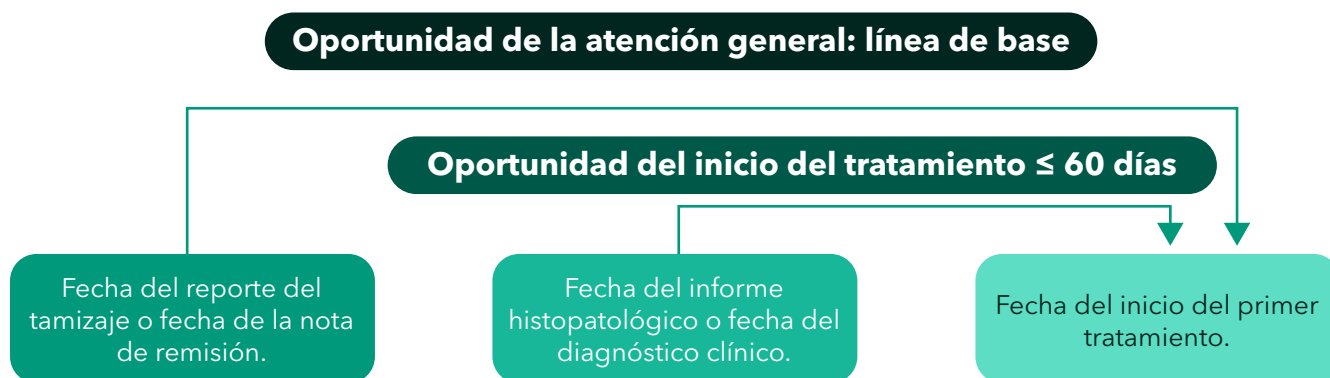 Oportunidad de la atención general: línea de base
Oportunidad del inicio del tratamiento ≤ 60 días
Fecha del reporte del
tamizaje o fecha de la nota
de remisión.
Fecha del informe
histopatológico o fecha del
diagnóstico clínico.
Fecha del inicio del primer
tratamiento.